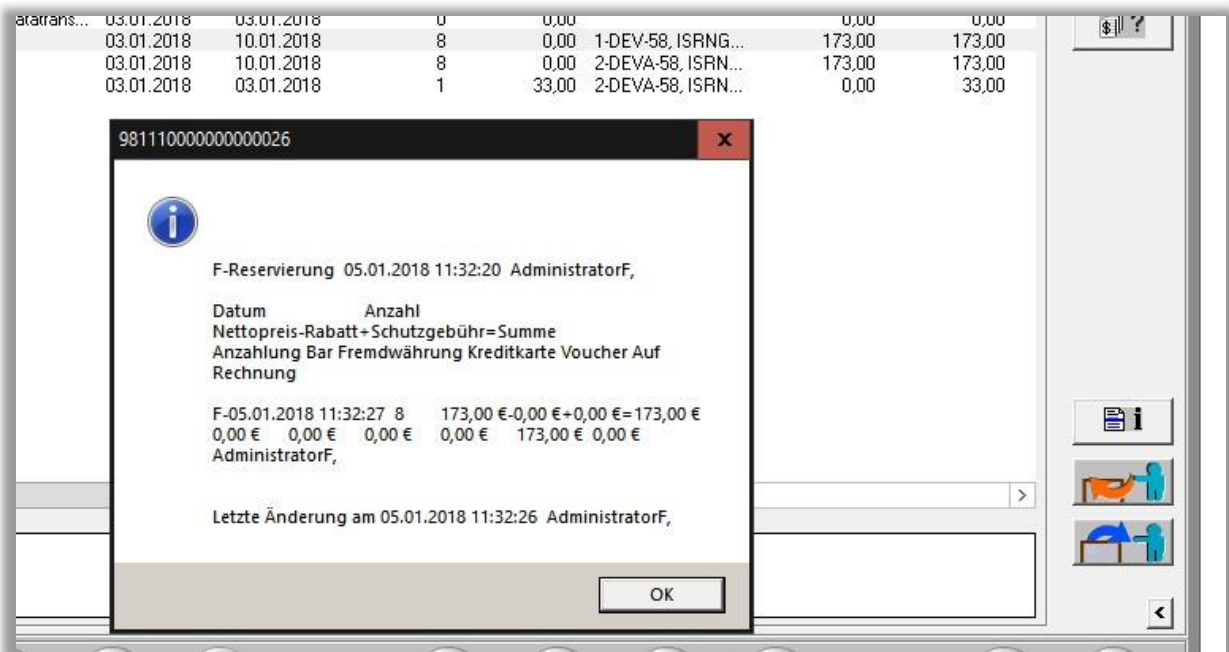 atatrans... 03.01.2018 03.01.2018 0 0,00 0,00 0,00
03.01.2018 10.01.2018 8 0,00 1-DEV-58, ISRNG... 173,00 173,00
03.01.2018 10.01.2018 8 0,00 2-DEVA-58, ISRN... 173,00 173,00
03.01.2018 03.01.2018 1 33,00 2-DEVA-58, ISRN... 0,00 33,00
$ ?
981110000000000026
x
F-Reservierung 05.01.2018 11:32:20 AdministratorF,
Datum Anzahl
Nettopreis-Rabatt+Schutzgebühr=Summe
Anzahlung Bar Fremdwährung Kreditkarte Voucher Auf
Rechnung
F-05.01.2018 11:32:27 8 173,00 €-0,00 €+0,00 €=173,00 €
0,00 € 0,00 € 0,00 € 0,00 € 173,00 € 0,00 €
AdministratorF,
Letzte Änderung am 05.01.2018 11:32:26 AdministratorF,
OK
i